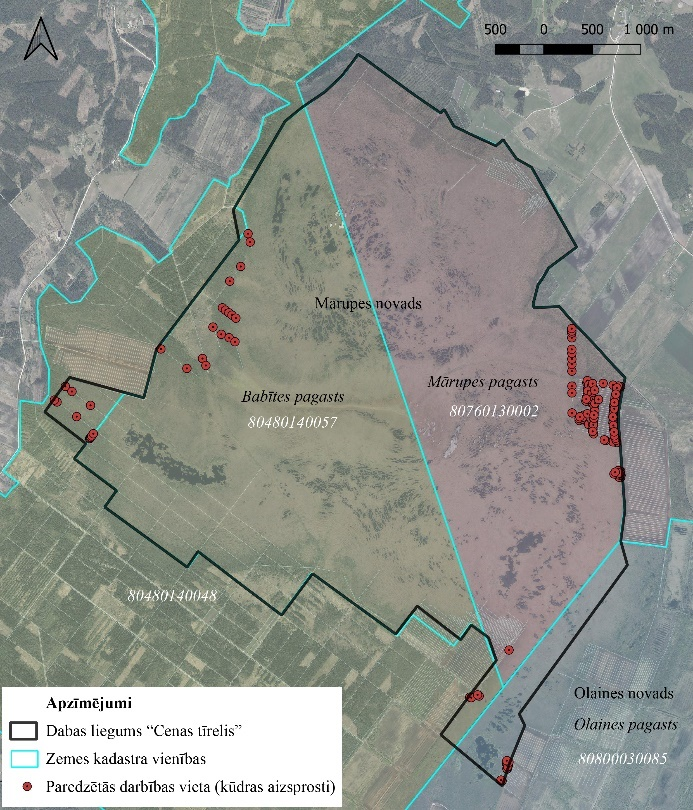 500 0 500 1 000 m
Mārupes novads
Mārupes pagasts
Babītes pagasts
80760130002
80480140057
80480140048
Olaines novads
Olaines pagasts
80800030085
Apzīmējumi
Dabas liegums “Cenas tīrelis”
Zemes kadastra vienības
Paredzētās darbības vieta (kūdras aizsprosti)